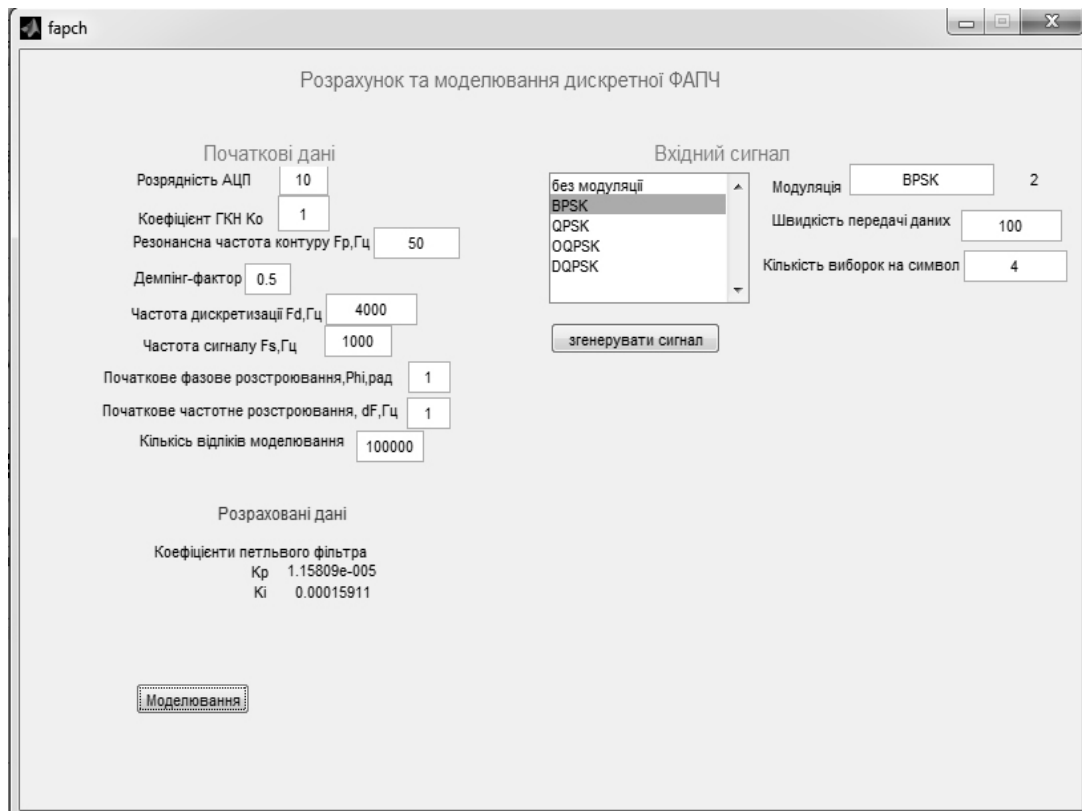 fapch
Розрахунок та моделювання дискретної ФАПЧ
Початкові дані
Розрядність АЦП 10
Коефіцієнт ГКН Ko 1
Резонансна частота контуру Fp,Гц 50
Демпінг-фактор 0.5
Частота дискретизації Fd,Гц 4000
Частота сигналу Fs,Гц 1000
Початкове фазове розстроювання,Phi,рад 1
Початкове частотне розстроювання, dF,Гц 1
Кількісь відліків моделювання 100000
Розраховані дані
Коефіцієнти петльвого фільтра
Kp 1.15809e-005
Ki 0.00015911
Моделювання
Вхідний сигнал
без модуляції
BPSK
QPSK
OQPSK
DQPSK
згенерувати сигнал
Модуляція BPSK 2
Швидкість передачі даних 100
Кількість виборок на символ 4